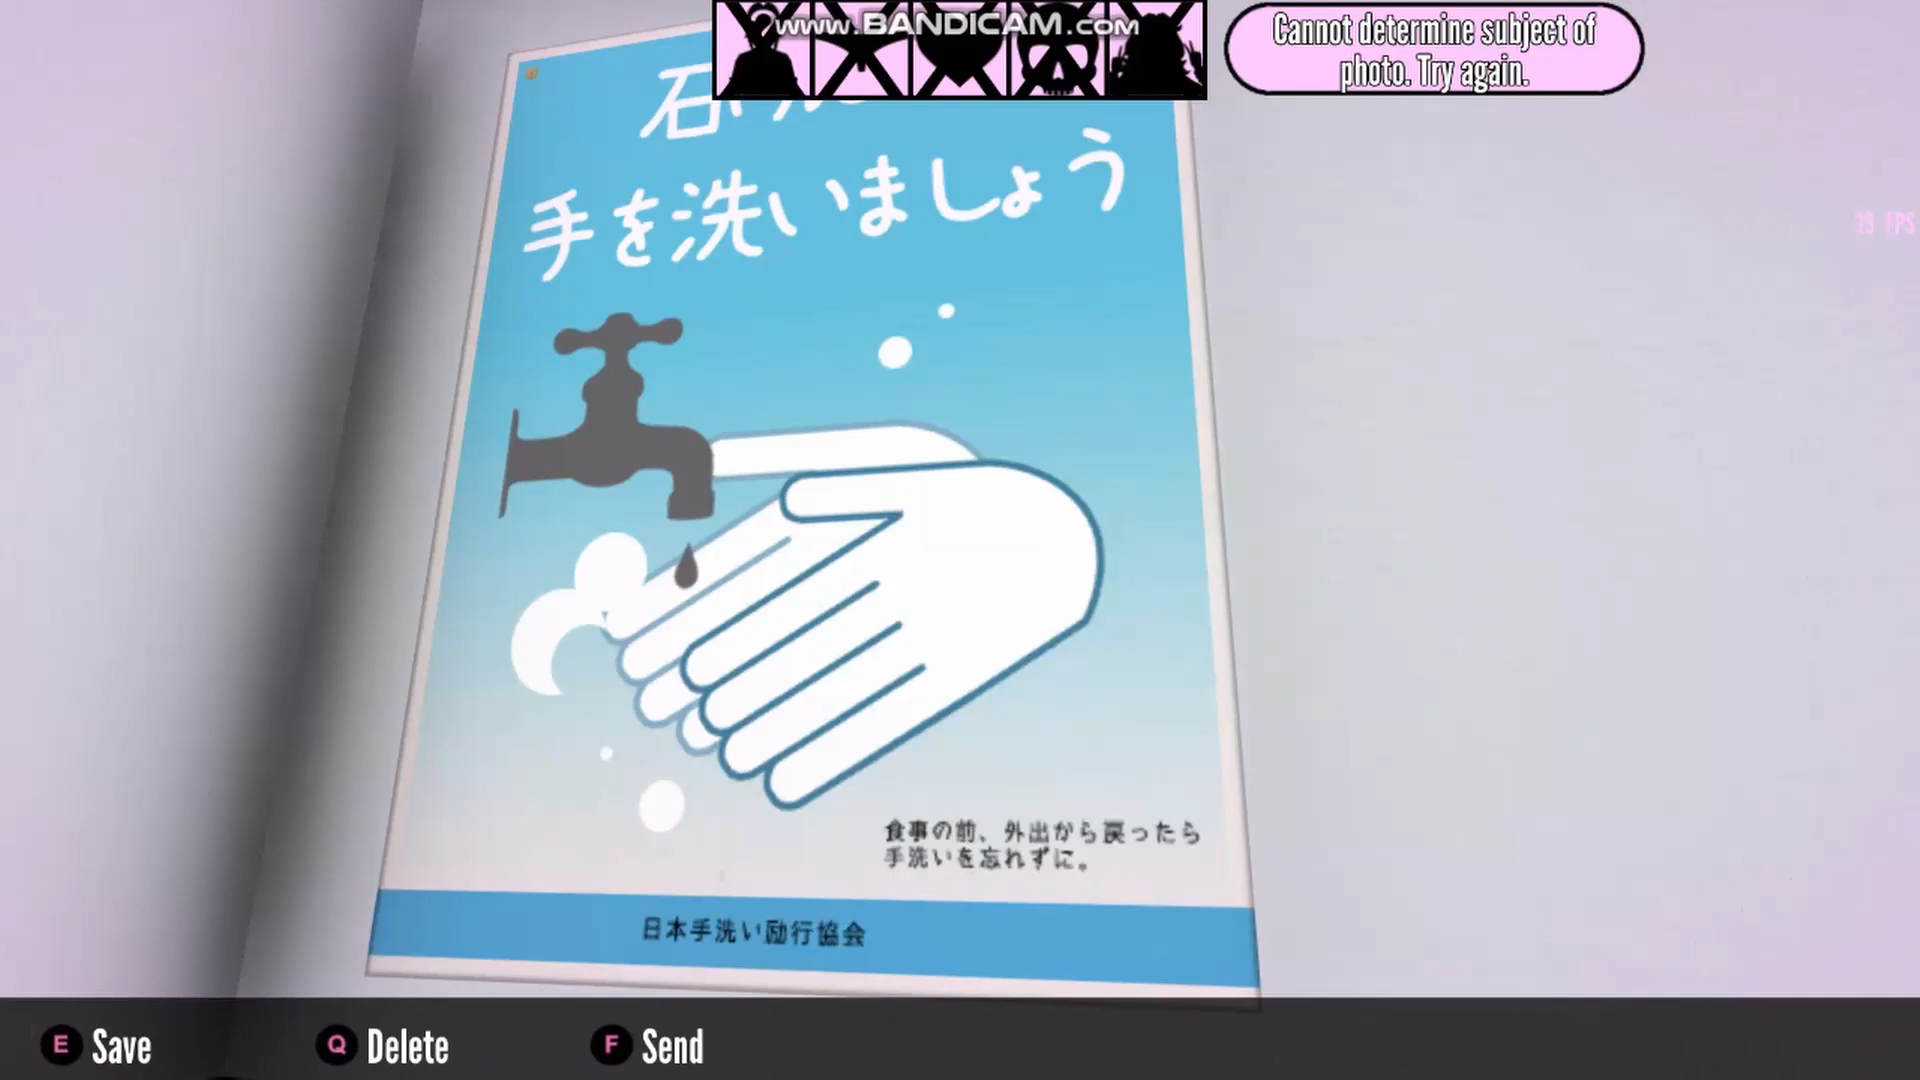 www.BANDICAM.com
Cannot determine subject of
photo. Try again.
石
手を洗いましょう
FPS
食事の前、外出から戻ったら
手洗いを忘れずに。
日本手洗い励行協会
E Save
Q Delete
F Send